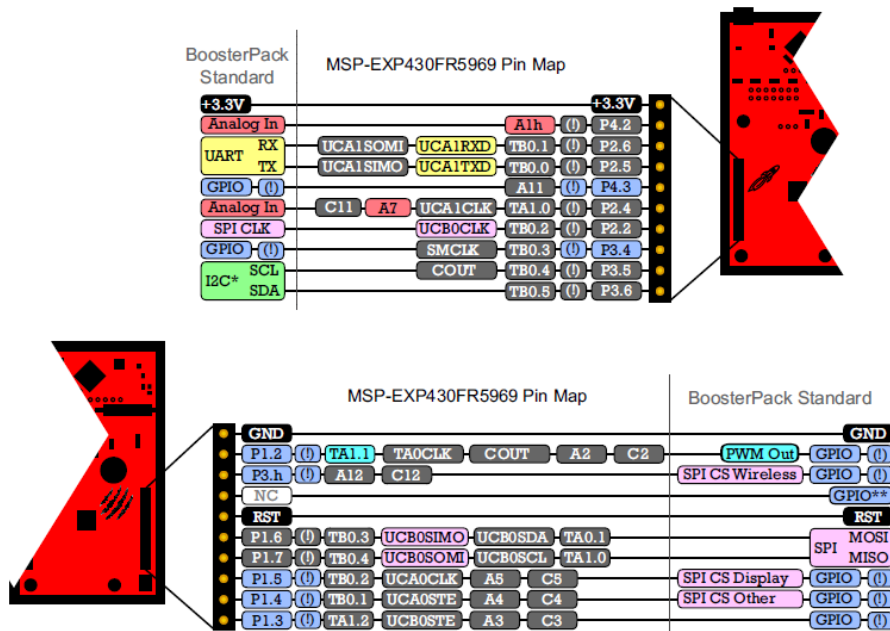 BoosterPack
Standard
MSP-EXP430FR5969 Pin Map
+3.3V +3.3V
Analog In A1h (!) P4.2
UART RX UCA1SOMI UCA1RXD TB0.1 (!) P2.6
TX UCA1SIMO UCA1TXD TB0.0 (!) P2.5
GPIO (!) A11 (!) P4.3
Analog In C11 A7 UCA1CLK TA1.0 (!) P2.4
SPI CLK UCB0CLK TB0.2 (!) P2.2
GPIO (!) SMCLK TB0.3 (!) P3.4
I2C* SCL COUT TB0.4 (!) P3.5
SDA TB0.5 (!) P3.6
MSP-EXP430FR5969 Pin Map BoosterPack Standard
GND GND
P1.2 (!) TA1.1 TA0CLK COUT A2 C2 PWM Out GPIO (!)
P3.h (!) A12 C12 SPI CS Wireless GPIO (!)
NC GPIO**
RST RST
P1.6 (!) TB0.3 UCB0SIMO UCB0SDA TA0.1 SPI MOSI
P1.7 (!) TB0.4 UCB0SOMI UCB0SCL TA1.0 MISO
P1.5 (!) TB0.2 UCA0CLK A5 C5 SPI CS Display GPIO (!)
P1.4 (!) TB0.1 UCA0STE A4 C4 SPI CS Other GPIO (!)
P1.3 (!) TA1.2 UCB0STE A3 C3 GPIO (!)